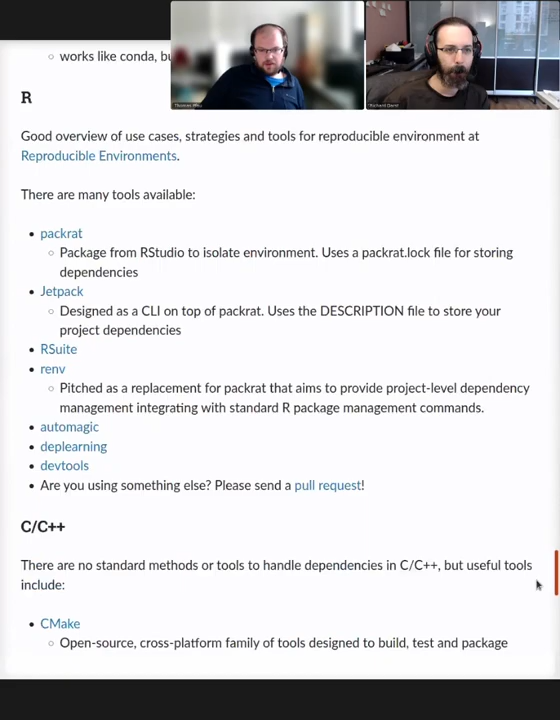 works like conda, bu
R
Good overview of use cases, strategies and tools for reproducible environment at
Reproducible Environments.
There are many tools available:
packrat
Package from RStudio to isolate environment. Uses a packrat.lock file for storing
dependencies
Jetpack
Designed as a CLI on top of packrat. Uses the DESCRIPTION file to store your
project dependencies
RSuite
renv
Pitched as a replacement for packrat that aims to provide project-level dependency
management integrating with standard R package management commands.
automagic
deplearning
devtools
Are you using something else? Please send a pull request!
C/C++
There are no standard methods or tools to handle dependencies in C/C++, but useful tools
include:
CMake
Open-source, cross-platform family of tools designed to build, test and package